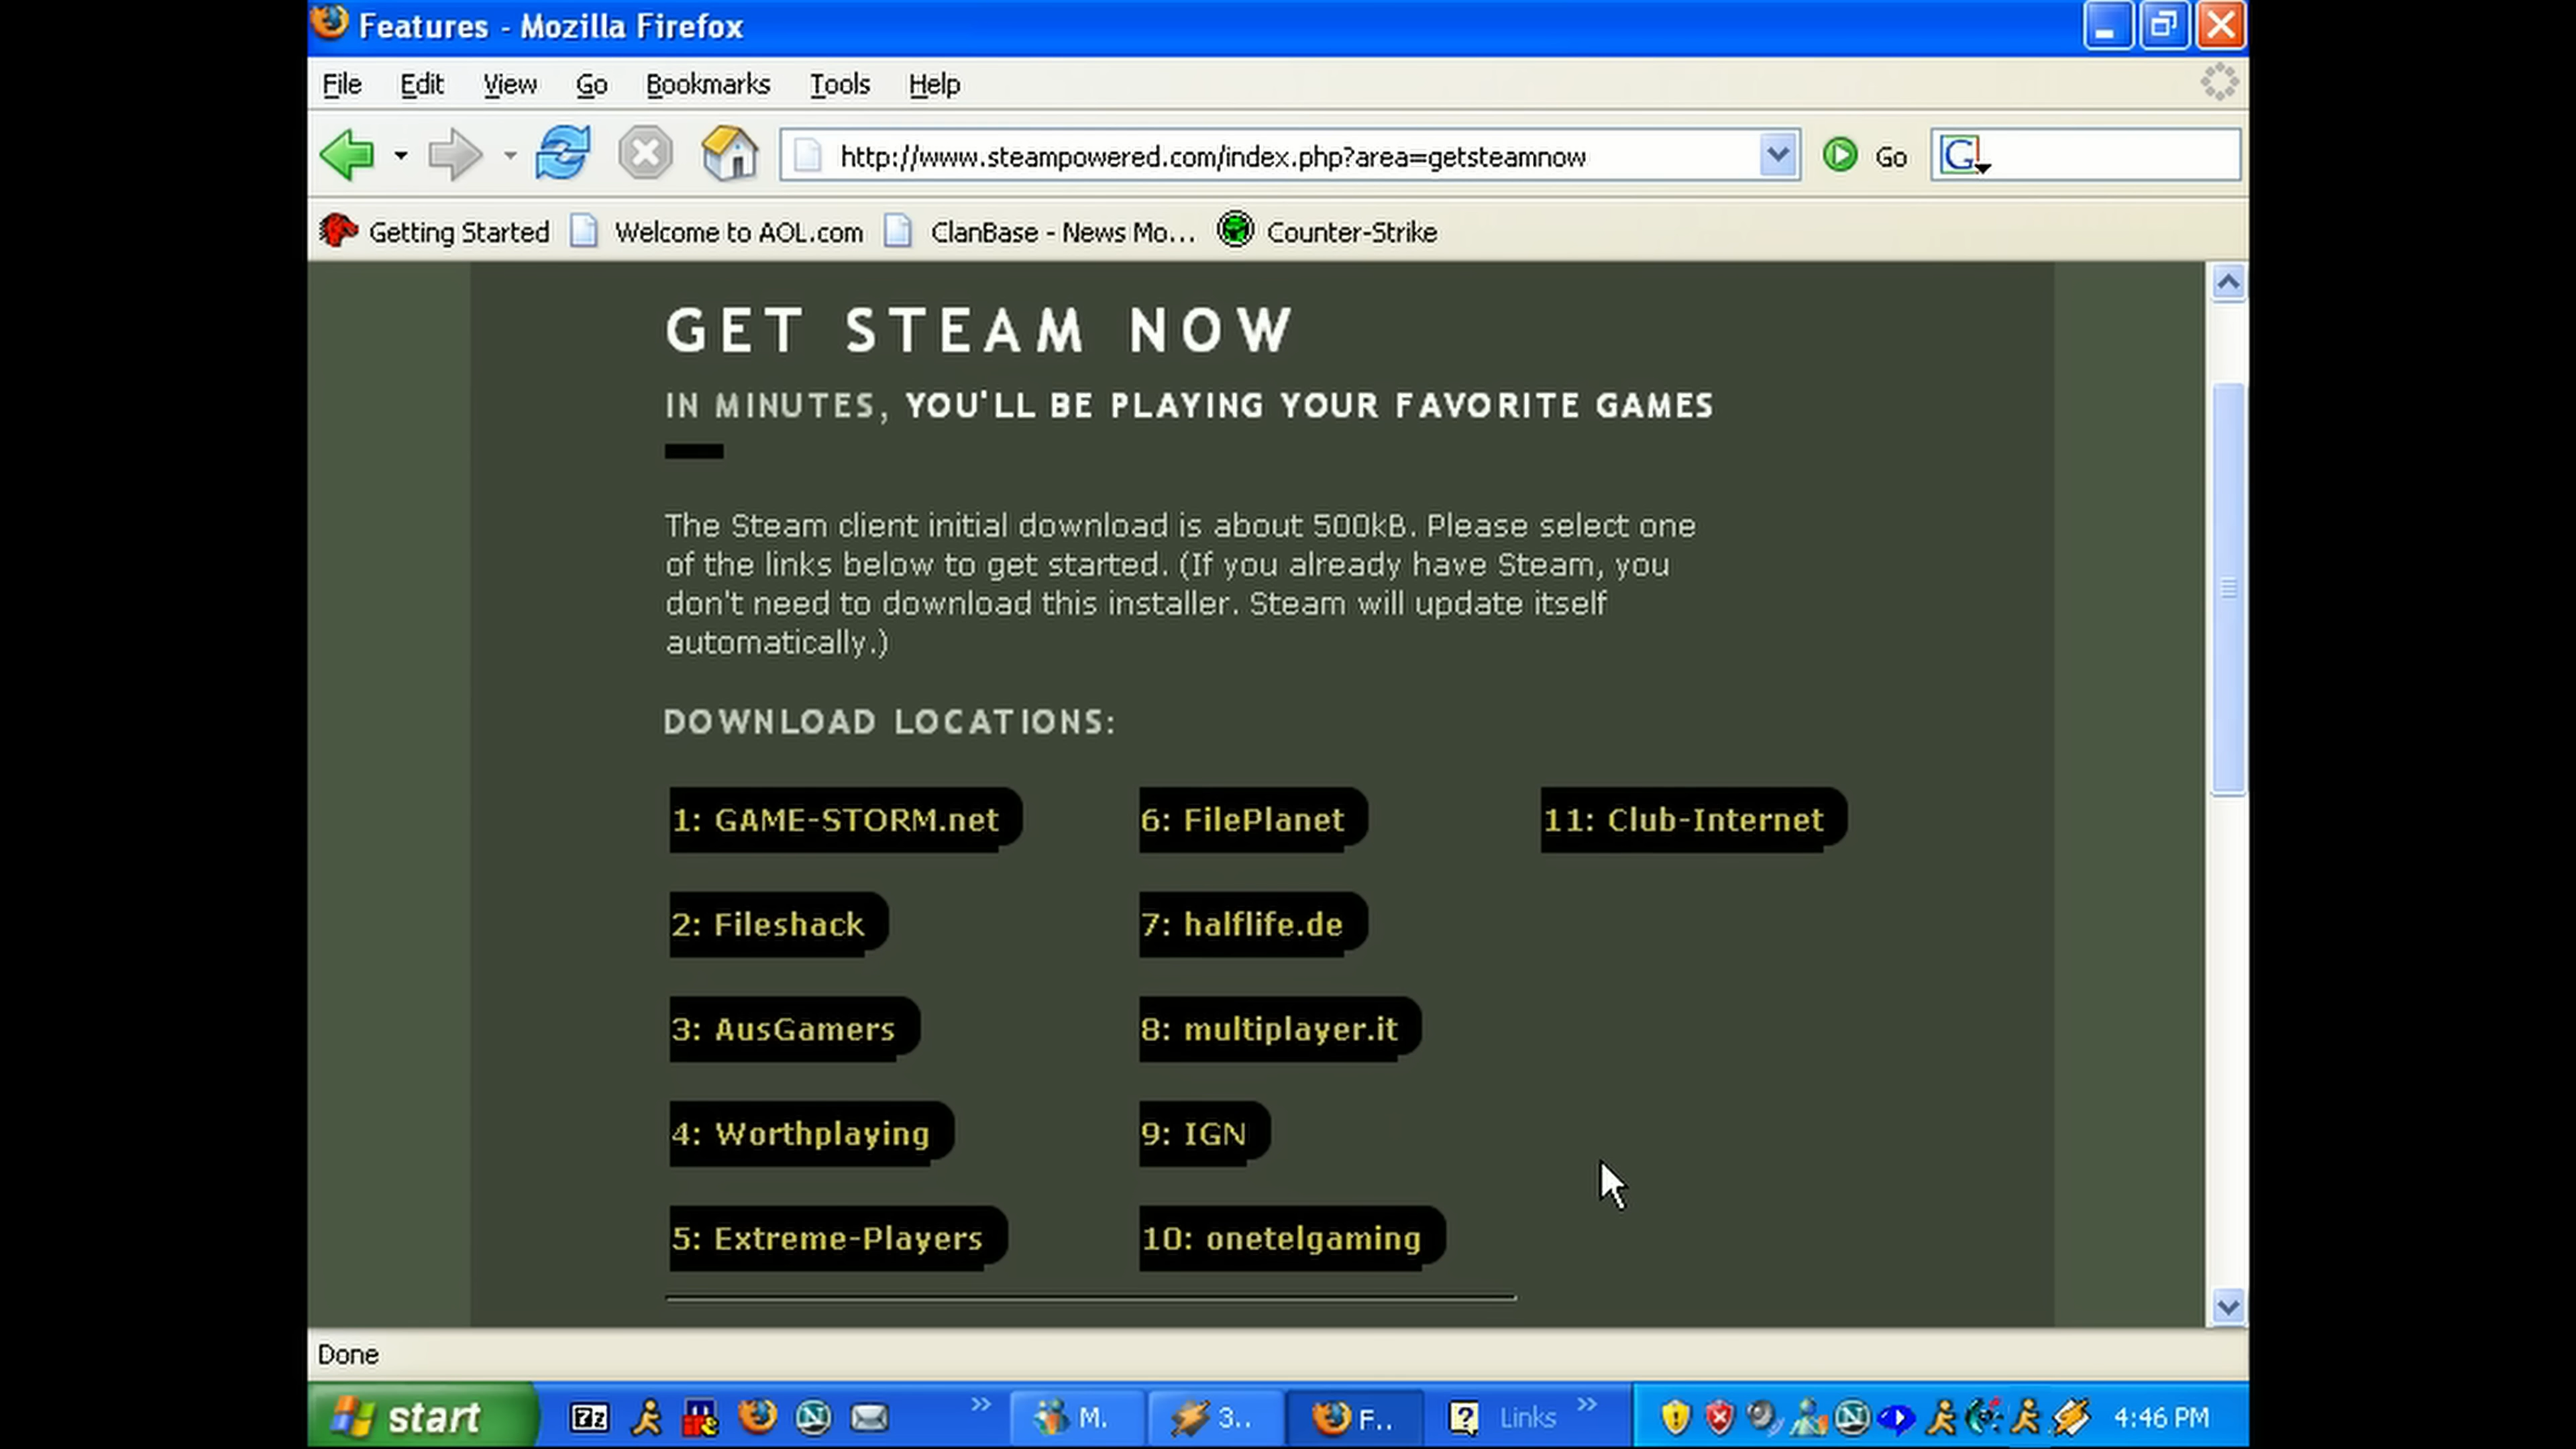 Features - Mozilla Firefox
File Edit View Go Bookmarks Tools Help
http://www.steampowered.com/index.php?area=getsteamnow Go G
Getting Started Welcome to AOL.com ClanBase - News Mo... Counter-Strike
GET STEAM NOW
IN MINUTES, YOU'LL BE PLAYING YOUR FAVORITE GAMES
The Steam client initial download is about 500kB. Please select one
of the links below to get started. (If you already have Steam, you
don't need to download this installer. Steam will update itself
automatically.)
DOWNLOAD LOCATIONS:
1: GAME-STORM.net 6: FilePlanet 11: Club-Internet
2: Fileshack 7: halflife.de
3: AusGamers 8: multiplayer.it
4: Worthplaying 9: IGN
5: Extreme-Players 10: onetelgaming
Done
start 7z N M. 3.. F.. ? Links N 4:46 PM